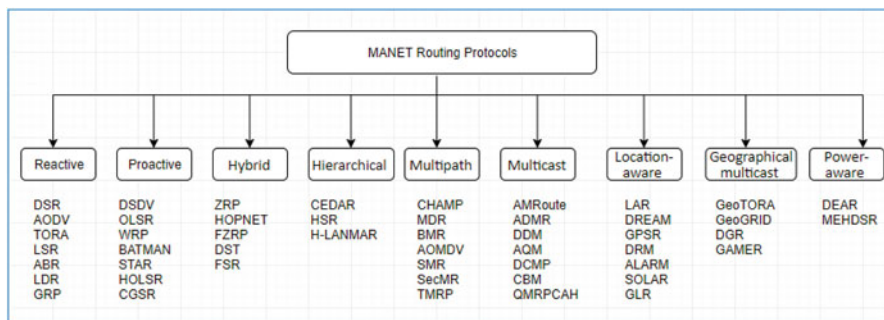 MANET Routing Protocols
Reactive
Proactive
Hybrid
Hierarchical
Multipath
Multicast
Location-
aware
Geographical
multicast
Power-
aware
DSR
AODV
TORA
LSR
ABR
LDR
GRP
DSDV
OLSR
WRP
BATMAN
STAR
HOLSR
CGSR
ZRP
HOPNET
FZRP
DST
FSR
CEDAR
HSR
H-LANMAR
CHAMP
MDR
BMR
AOMDV
SMR
SecMR
TMRP
AMRoute
ADMR
DDM
AQM
DCMP
CBM
QMRPCAH
LAR
DREAM
GPSR
DRM
ALARM
SOLAR
GLR
GeoTORA
GeoGRID
DGR
GAMER
DEAR
MEHDSR